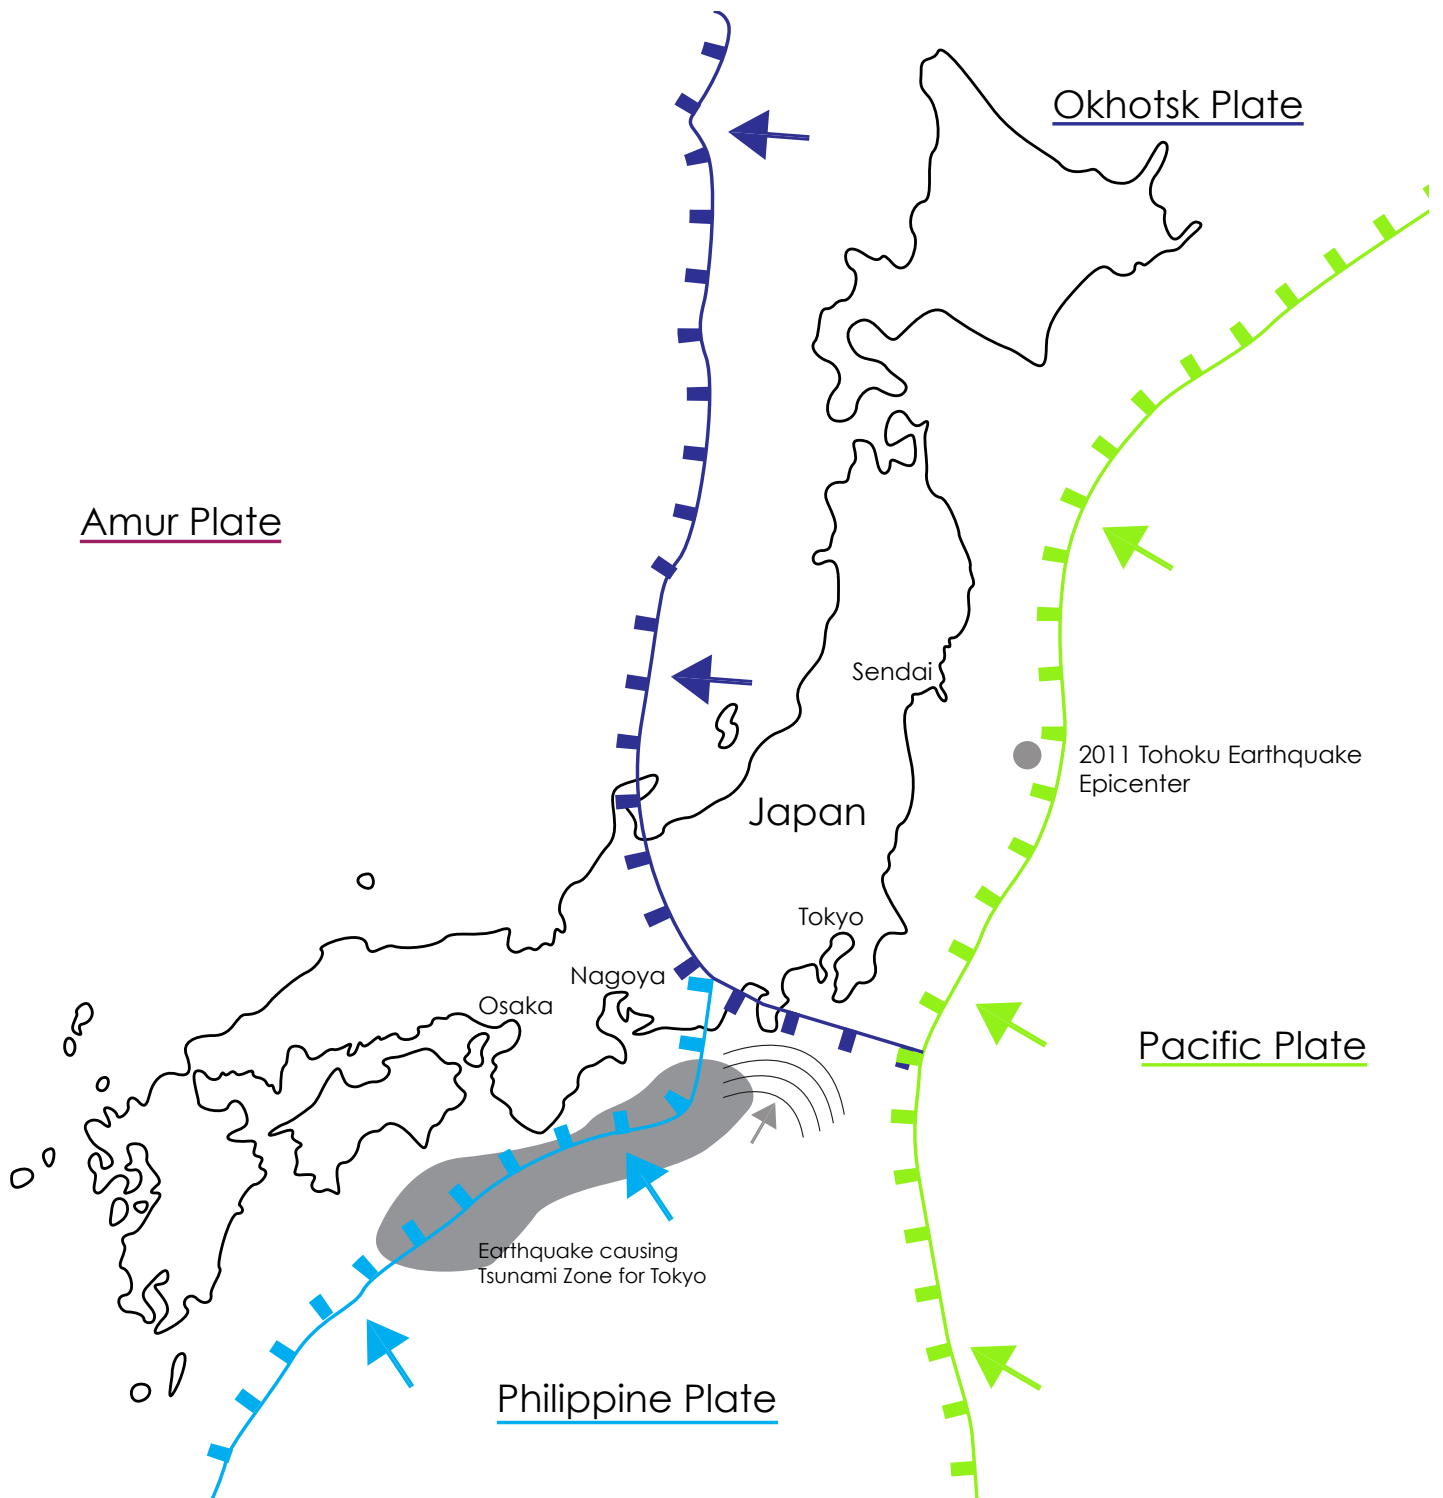 Okhotsk Plate
Amur Plate
Sendai
2011 Tohoku Earthquake
Epicenter
Japan
Tokyo
Nagoya
Osaka
Pacific Plate
Earthquake causing
Tsunami Zone for Tokyo
Philippine Plate